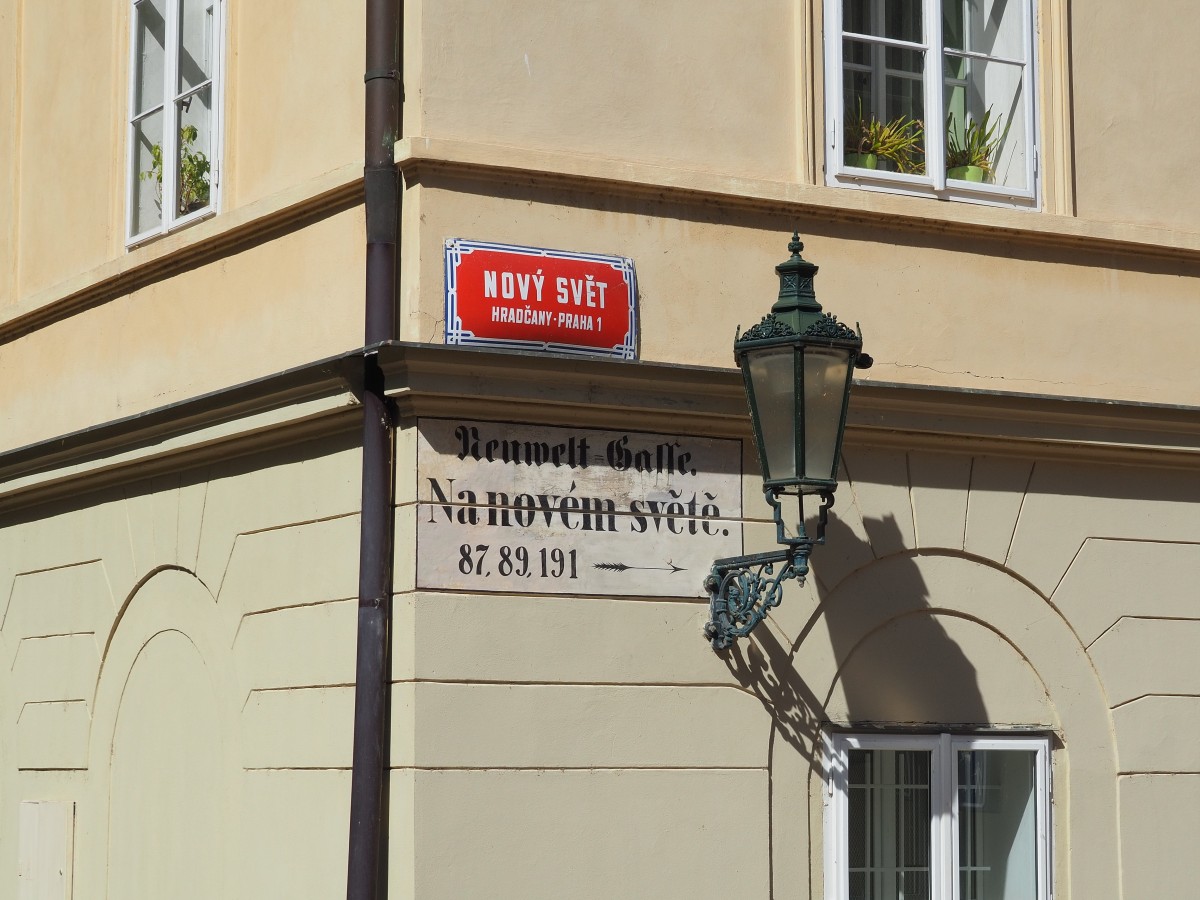 NOVÝ SVĚT
HRADČANY·PRAHA 1
Neuwelt-Gasse.
Na novém světě.
87, 89, 191